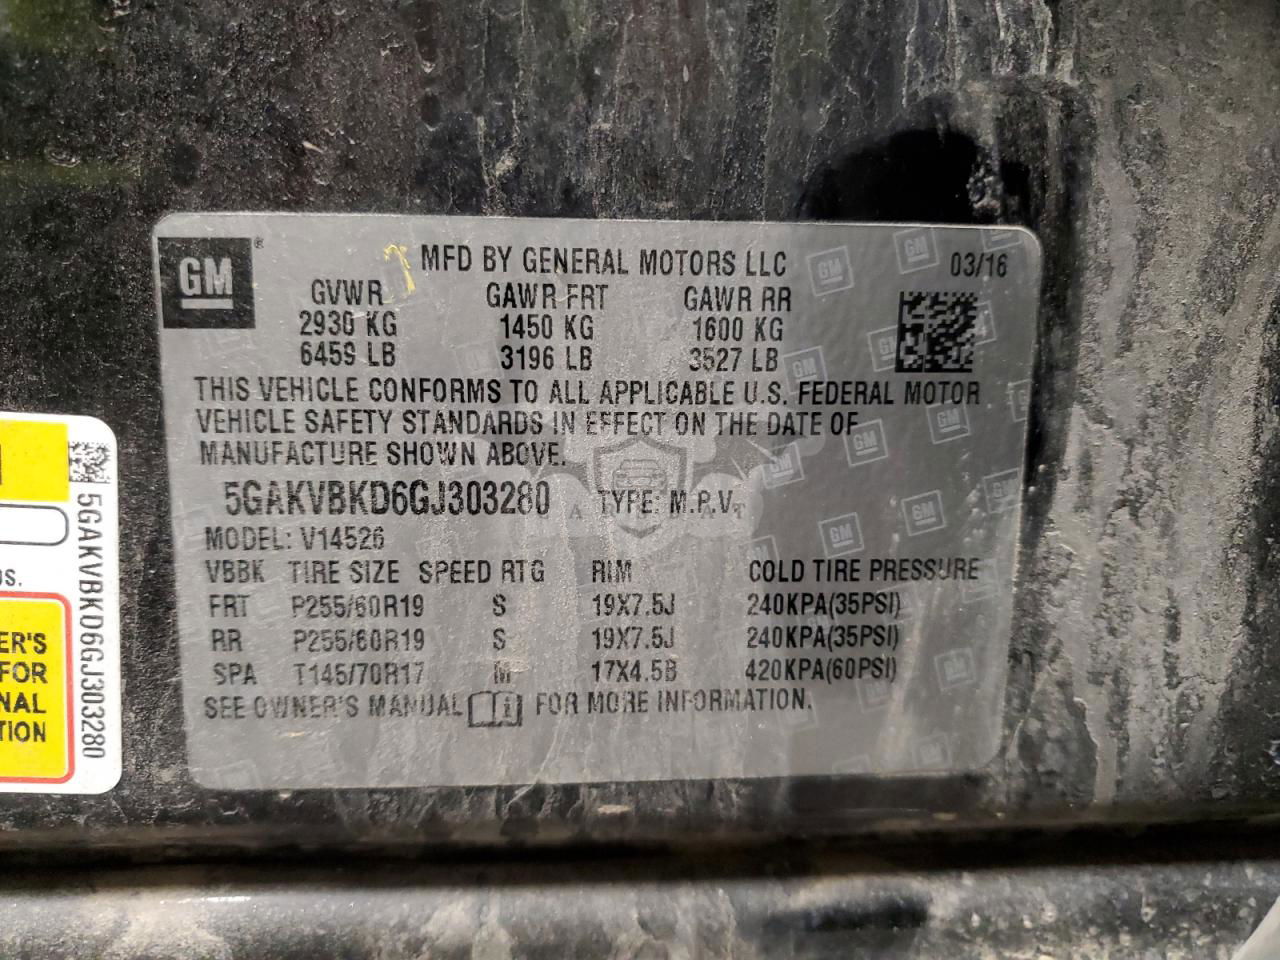 GM ®
MFD BY GENERAL MOTORS LLC 03/16
GVWR GAWR FRT GAWR RR
2930 KG 1450 KG 1600 KG
6459 LB 3196 LB 3527 LB
THIS VEHICLE CONFORMS TO ALL APPLICABLE U.S. FEDERAL MOTOR
VEHICLE SAFETY STANDARDS IN EFFECT ON THE DATE OF
MANUFACTURE SHOWN ABOVE.
5GAKVBKD6GJ303280 TYPE: M.P.V.
MODEL: V14526
VBBK TIRE SIZE SPEED RTG RIM COLD TIRE PRESSURE
FRT P255/60R19 S 19X7.5J 240KPA(35PSI)
RR P255/60R19 S 19X7.5J 240KPA(35PSI)
SPA T145/70R17 M 17X4.5B 420KPA(60PSI)
SEE OWNER'S MANUAL FOR MORE INFORMATION.
5GAKVBKD6GJ303280
ER'S
FOR
NAL
TION